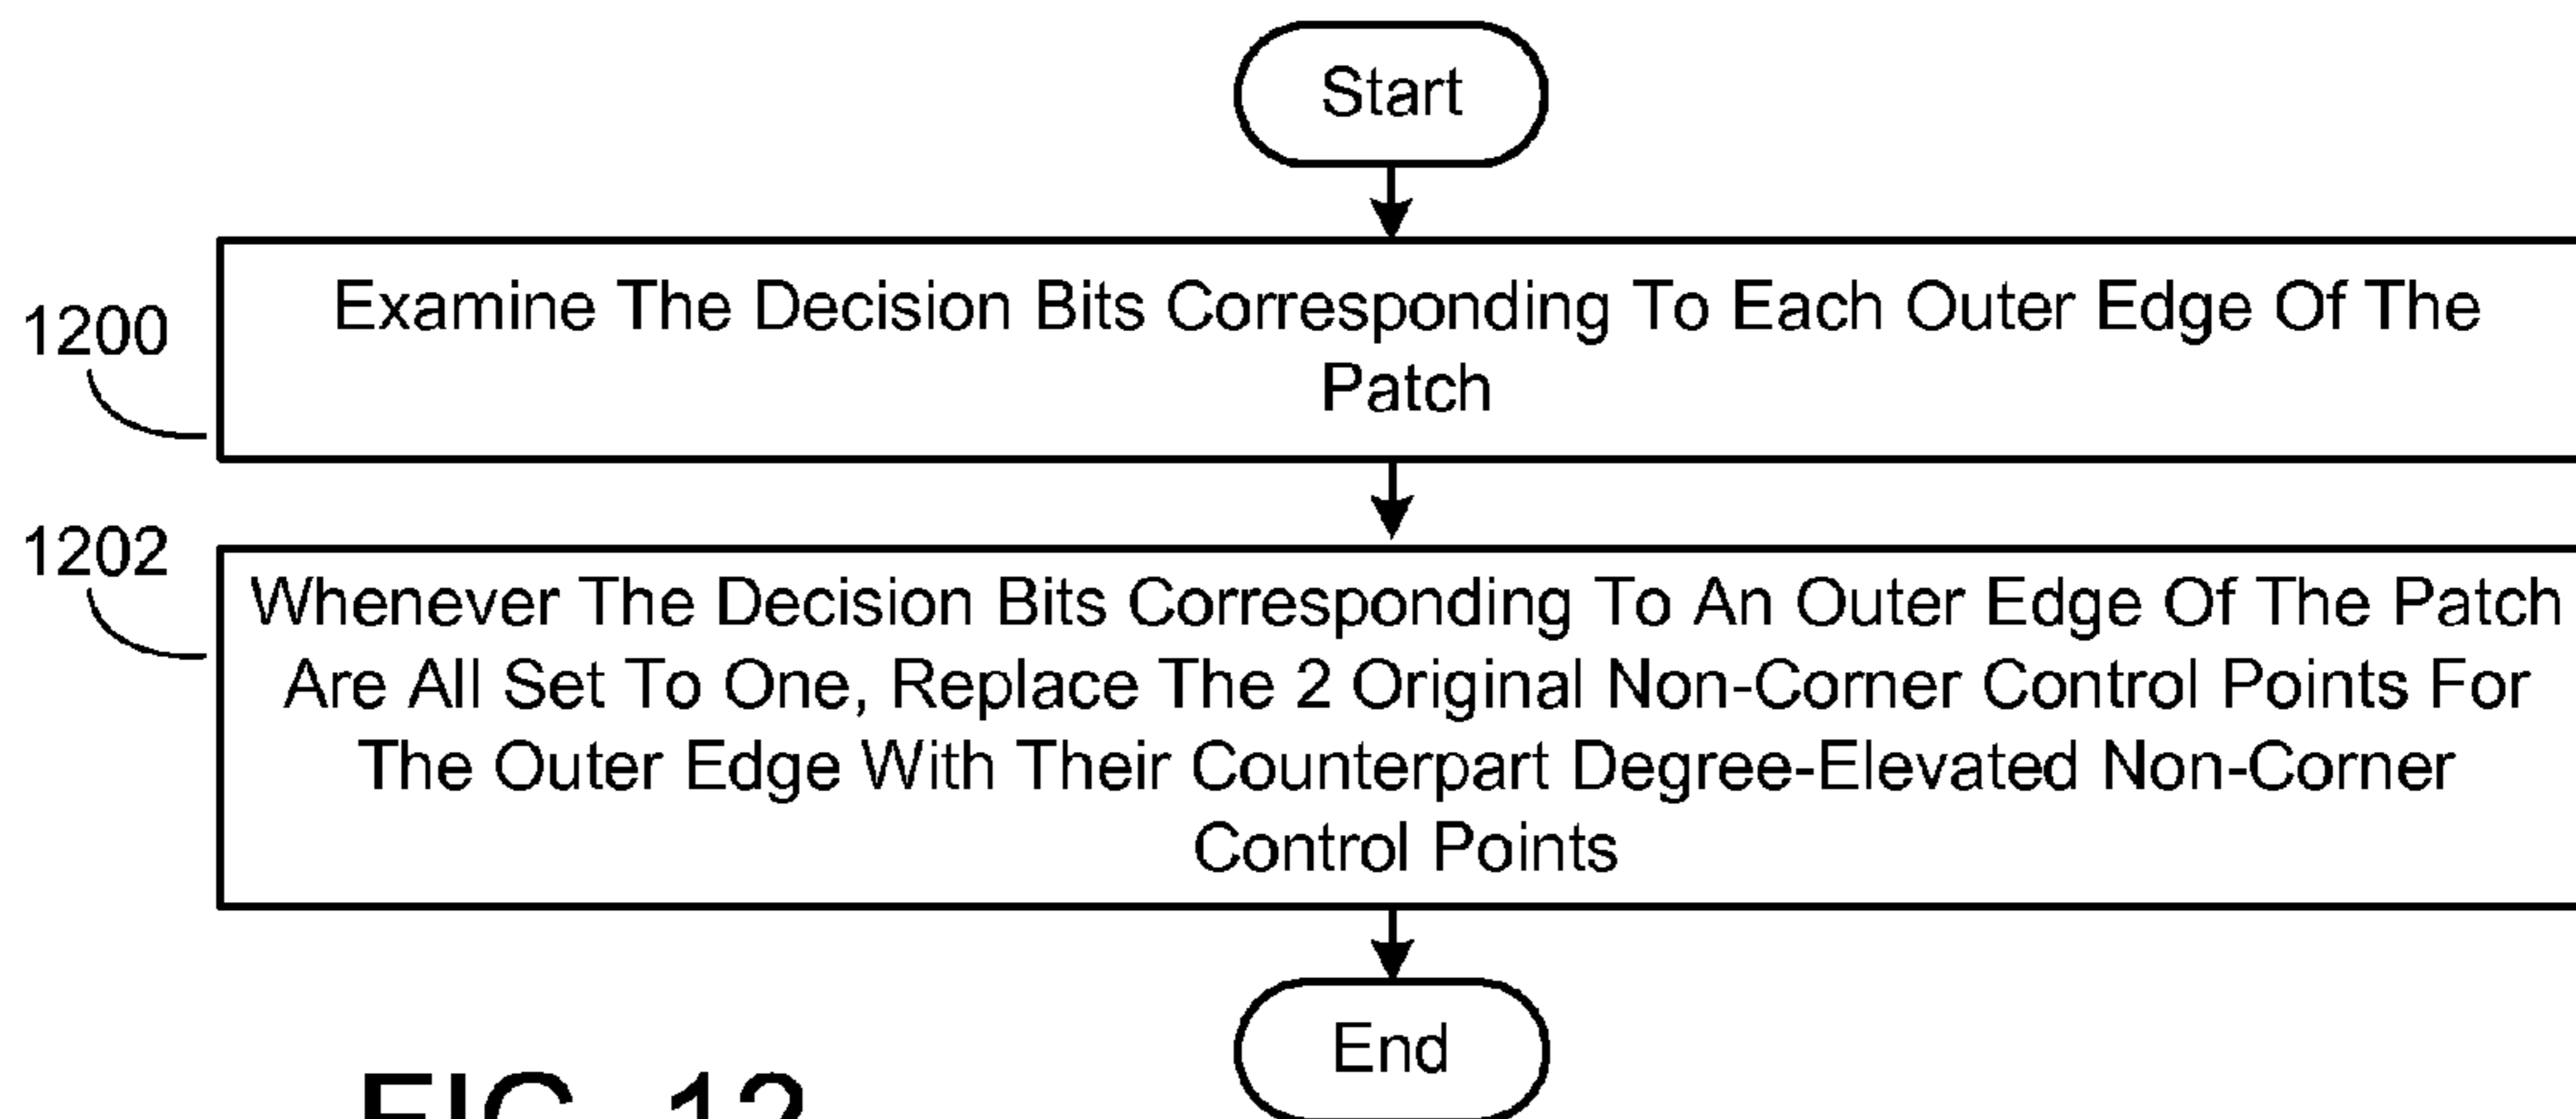 Start
1200
Examine The Decision Bits Corresponding To Each Outer Edge Of The
Patch
1202
Whenever The Decision Bits Corresponding To An Outer Edge Of The Patch
Are All Set To One, Replace The 2 Original Non-Corner Control Points For
The Outer Edge With Their Counterpart Degree-Elevated Non-Corner
Control Points
End
FIG. 12